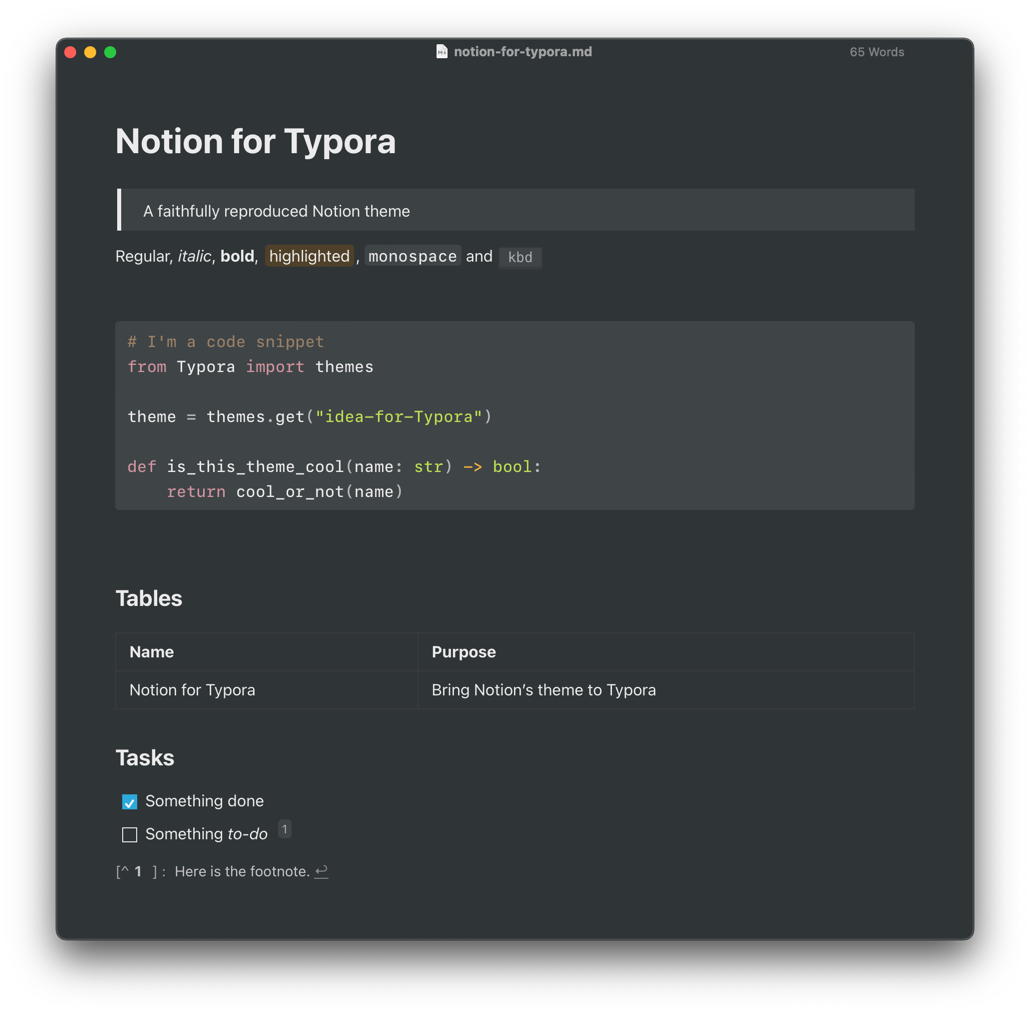 notion-for-typora.md
65 Words
Notion for Typora
A faithfully reproduced Notion theme
Regular, italic, bold, highlighted, monospace and kbd
# I'm a code snippet
from Typora import themes
theme = themes.get("idea-for-Typora")
def is_this_theme_cool(name: str) -> bool:
    return cool_or_not(name)
Tables
Name Purpose
Notion for Typora Bring Notion’s theme to Typora
Tasks
Something done
Something to-do 1
[^ 1 ] : Here is the footnote. ↩